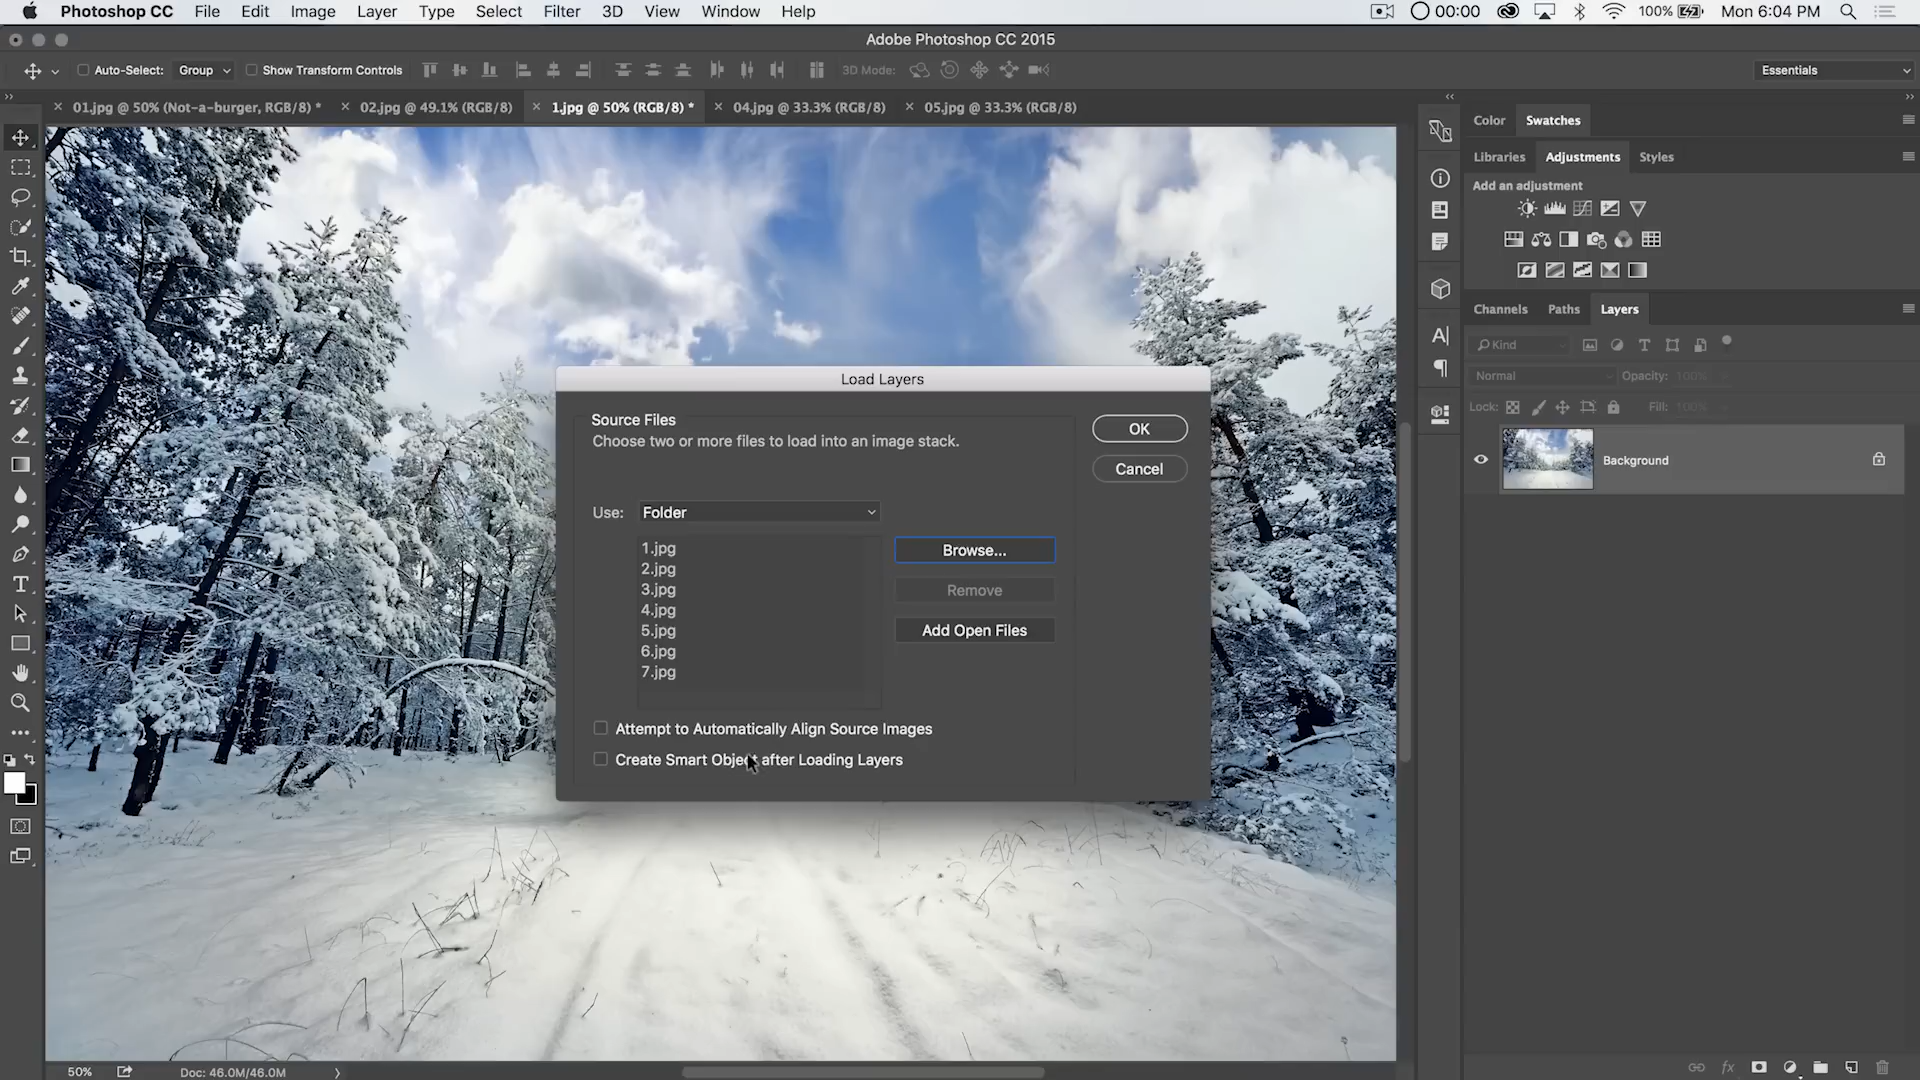 Photoshop CC File Edit Image Layer Type Select Filter 3D View Window Help 00:00 100% Mon 6:04 PM
Adobe Photoshop CC 2015
Auto-Select: Group Show Transform Controls 3D Mode: Essentials
01.jpg @ 50% (Not-a-burger, RGB/8) * 02.jpg @ 49.1% (RGB/8) 1.jpg @ 50% (RGB/8) * 04.jpg @ 33.3% (RGB/8) 05.jpg @ 33.3% (RGB/8)
Color Swatches
Libraries Adjustments Styles
Add an adjustment
Channels Paths Layers
Kind
Normal Opacity: 100%
Lock: Fill: 100%
Background
Load Layers
Source Files
Choose two or more files to load into an image stack.
OK
Cancel
Use: Folder
1.jpg
2.jpg
3.jpg
4.jpg
5.jpg
6.jpg
7.jpg
Browse...
Remove
Add Open Files
Attempt to Automatically Align Source Images
Create Smart Object after Loading Layers
50% Doc: 46.0M/46.0M